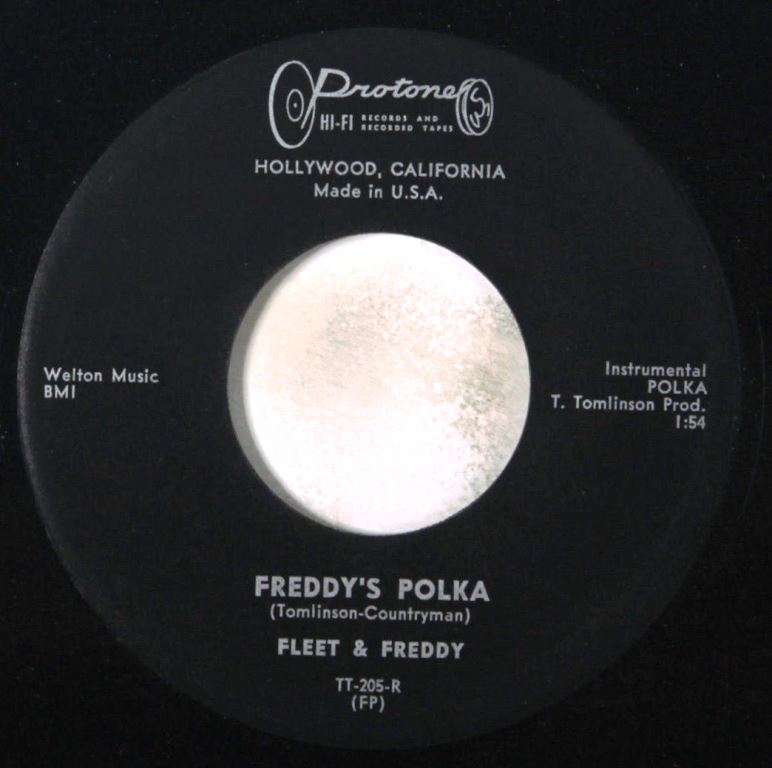 Protone
HI-FI RECORDS AND RECORDED TAPES
HOLLYWOOD, CALIFORNIA
Made in U.S.A.
Welton Music
BMI
Instrumental
POLKA
T. Tomlinson Prod.
1:54
FREDDY'S POLKA
(Tomlinson-Countryman)
FLEET & FREDDY
TT-205-R
(FP)